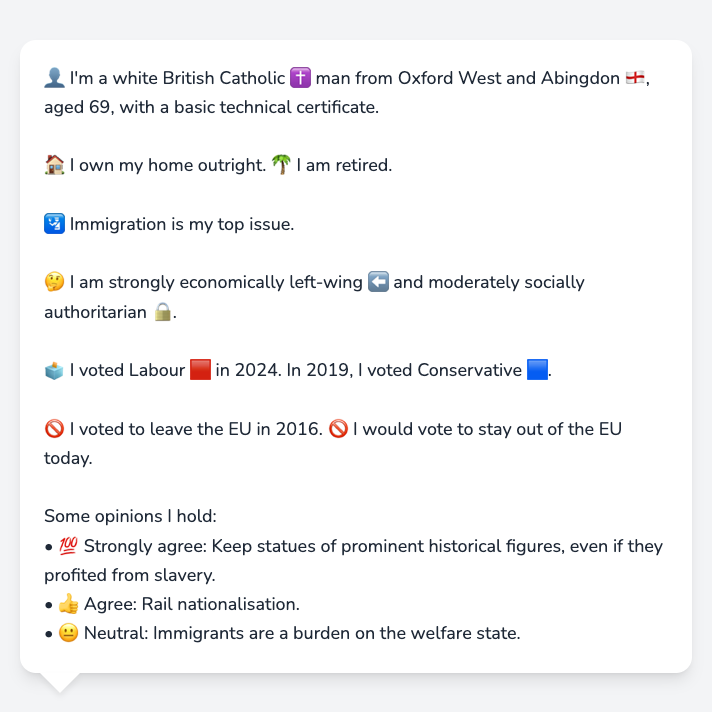 👤 I'm a white British Catholic ✝️ man from Oxford West and Abingdon 🏴󠁧󠁢󠁥󠁮󠁧󠁿,
aged 69, with a basic technical certificate.
🏠 I own my home outright. 🌴 I am retired.
🛂 Immigration is my top issue.
🤔 I am strongly economically left-wing ⬅️ and moderately socially
authoritarian 🔒.
🗳️ I voted Labour 🟥 in 2024. In 2019, I voted Conservative 🟦.
🚫 I voted to leave the EU in 2016. 🚫 I would vote to stay out of the EU
today.
Some opinions I hold:
• 💯 Strongly agree: Keep statues of prominent historical figures, even if they
profited from slavery.
• 👍 Agree: Rail nationalisation.
• 😐 Neutral: Immigrants are a burden on the welfare state.